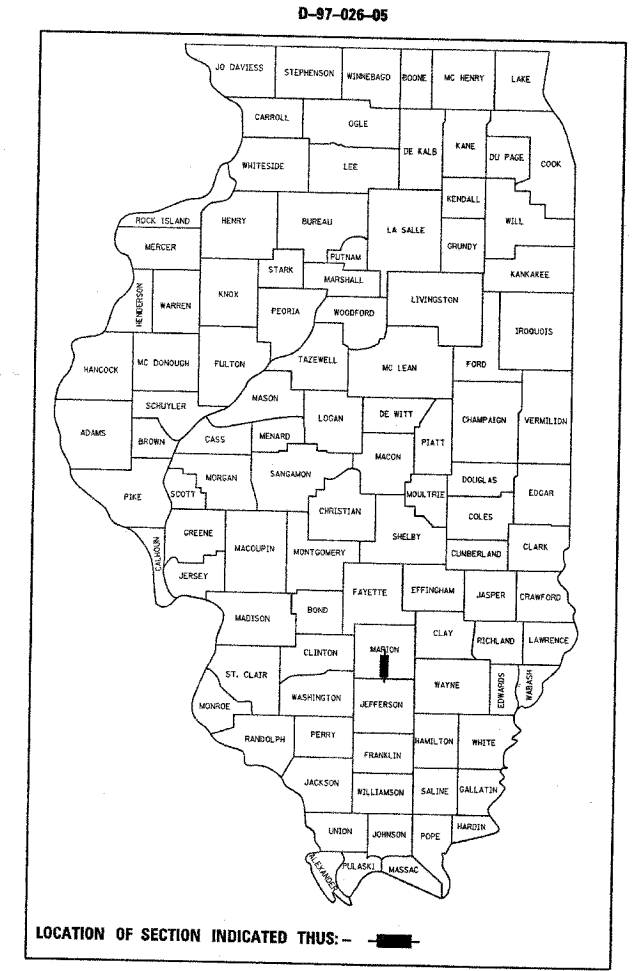 D-97-026-05
JO DAVIESS STEPHENSON WINNEBAGO BOONE MC HENRY LAKE
CARROLL OGLE DE KALB KANE DU PAGE COOK
WHITESIDE LEE
KENDALL
ROCK ISLAND HENRY BUREAU LA SALLE WILL
MERCER PUTNAM GRUNDY
STARK MARSHALL KANKAKEE
HENDERSON WARREN KNOX PEORIA WOODFORD LIVINGSTON
IROQUOIS
HANCOCK MC DONOUGH FULTON TAZEWELL MC LEAN FORD
SCHUYLER MASON
ADAMS BROWN CASS MENARD LOGAN DE WITT PIATT CHAMPAIGN VERMILION
MACON
PIKE SCOTT MORGAN SANGAMON MOULTRIE DOUGLAS EDGAR
CHRISTIAN COLES
CALHOUN GREENE MACOUPIN MONTGOMERY SHELBY CUMBERLAND CLARK
JERSEY
MADISON BOND FAYETTE EFFINGHAM JASPER CRAWFORD
CLINTON MARION CLAY RICHLAND LAWRENCE
ST. CLAIR WAYNE EDWARDS WABASH
MONROE WASHINGTON JEFFERSON
RANDOLPH PERRY HAMILTON WHITE
FRANKLIN
JACKSON WILLIAMSON SALINE GALLATIN
UNION JOHNSON POPE HARDIN
ALEXANDER PULASKI MASSAC
LOCATION OF SECTION INDICATED THUS: -